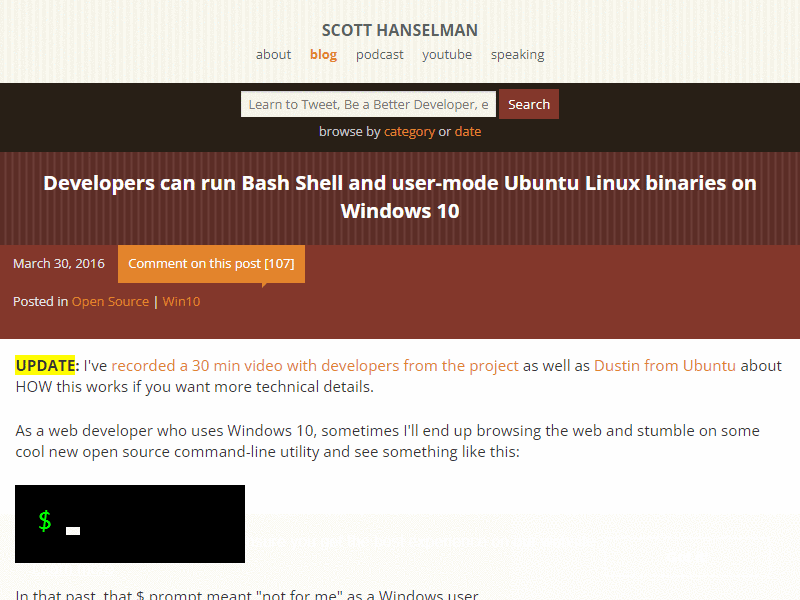 SCOTT HANSELMAN
about blog podcast youtube speaking
Learn to Tweet, Be a Better Developer, e Search
browse by category or date
Developers can run Bash Shell and user-mode Ubuntu Linux binaries on
Windows 10
March 30, 2016 Comment on this post [107]
Posted in Open Source | Win10
UPDATE: I've recorded a 30 min video with developers from the project as well as Dustin from Ubuntu about
HOW this works if you want more technical details.
As a web developer who uses Windows 10, sometimes I'll end up browsing the web and stumble on some
cool new open source command-line utility and see something like this:
$ _
In that past, that $ prompt meant "not for me" as a Windows user.